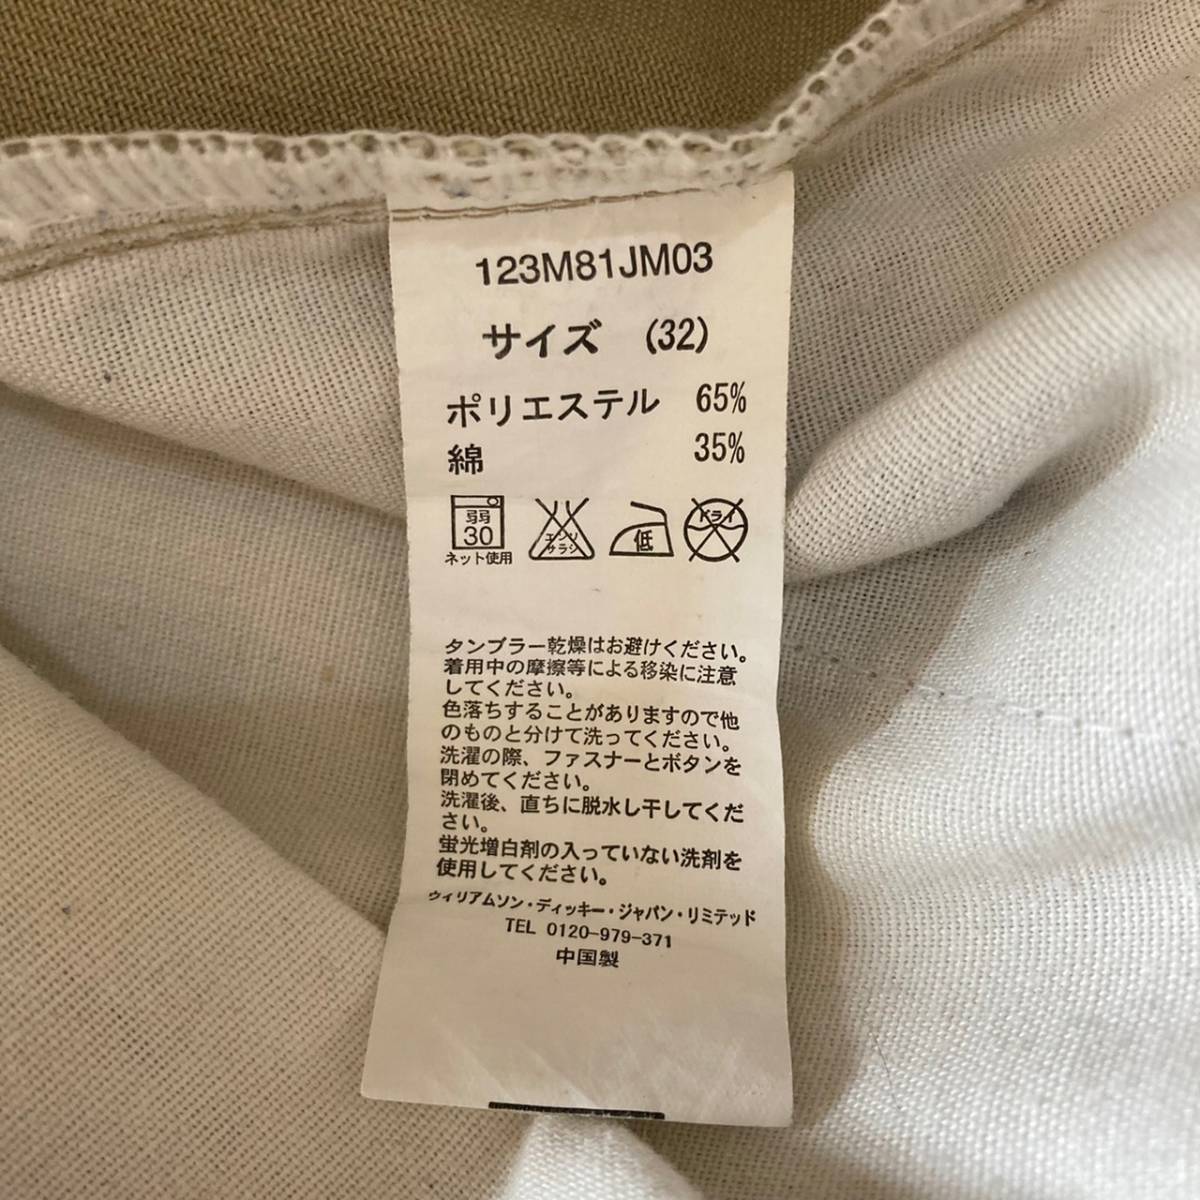 123M81JM03
サイズ (32)
ポリエステル 65%
綿 35%
弱 エンソ 低 ドライ
30 サラシ
ネット使用
タンブラー乾燥はお避けください。
着用中の摩擦等による移染に注意
してください。
色落ちすることがありますので他
のものと分けて洗ってください。
洗濯の際、ファスナーとボタンを
閉めてください。
洗濯後、直ちに脱水し干してくだ
さい。
蛍光増白剤の入っていない洗剤を
使用してください。
ウィリアムソン・ディッキー・ジャパン・リミテッド
TEL 0120-979-371
中国製